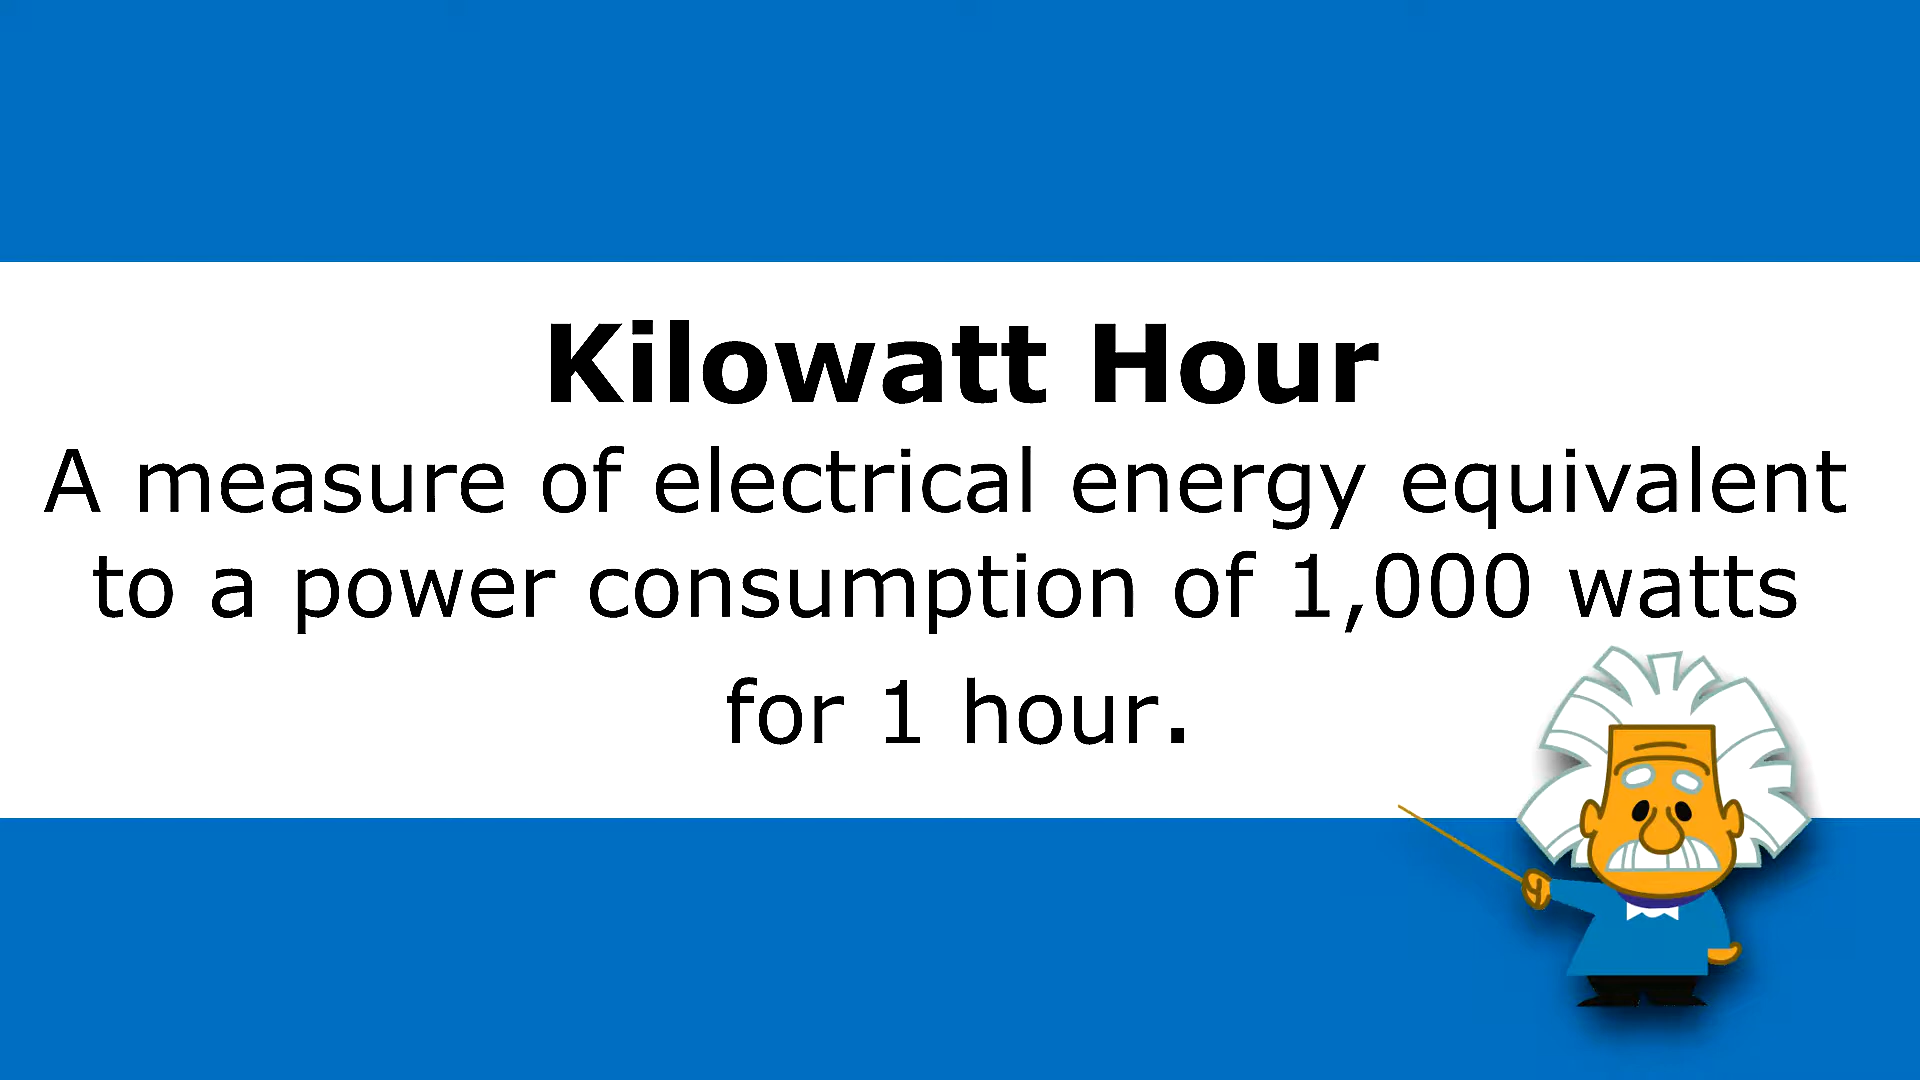 Kilowatt Hour
A measure of electrical energy equivalent
to a power consumption of 1,000 watts
for 1 hour.